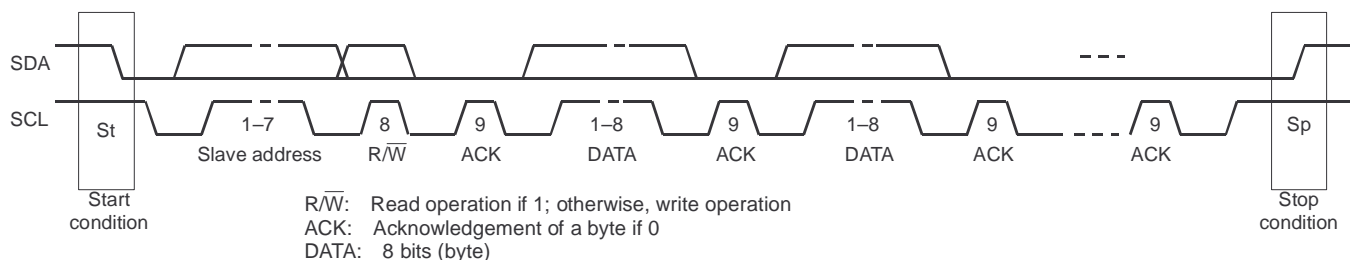 SDA
SCL
St
1–7
8
9
1–8
9
1–8
9
9
Sp
Slave address
R/W̅
ACK
DATA
ACK
DATA
ACK
ACK
Start
condition
Stop
condition
R/W̅: Read operation if 1; otherwise, write operation
ACK: Acknowledgement of a byte if 0
DATA: 8 bits (byte)